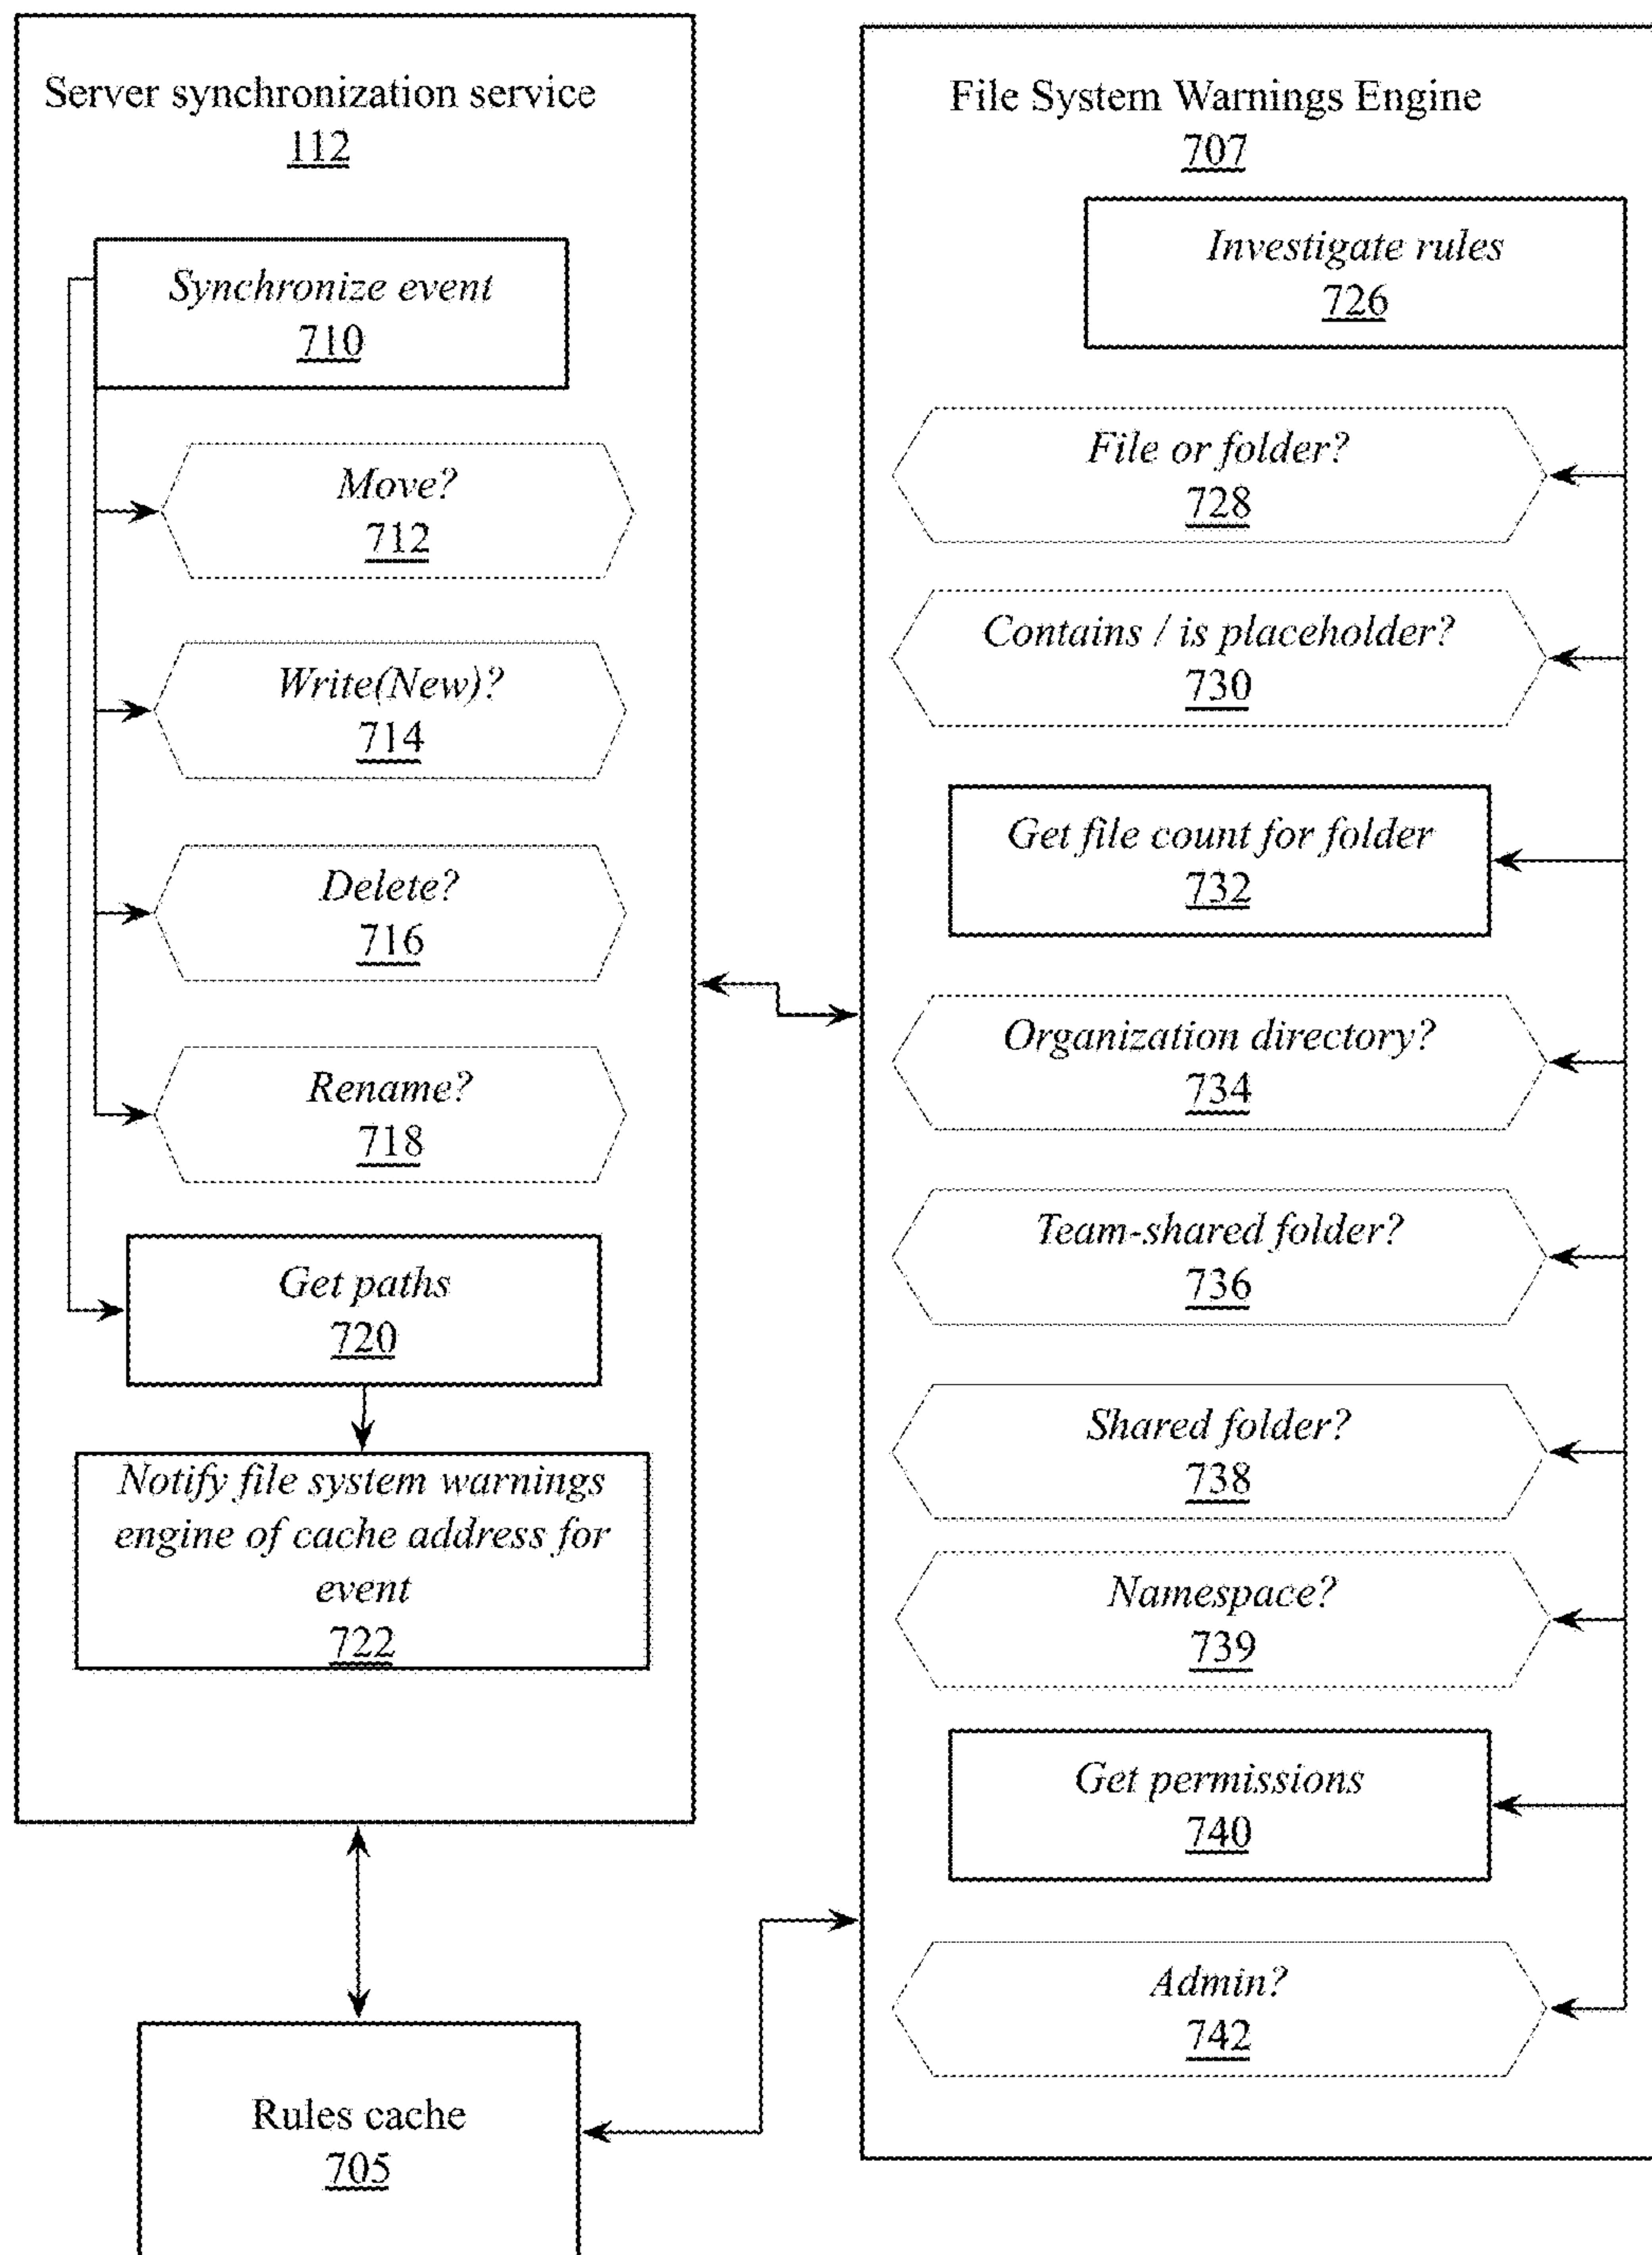 Server synchronization service
112
Synchronize event
710
Move?
712
Write(New)?
714
Delete?
716
Rename?
718
Get paths
720
Notify file system warnings
engine of cache address for
event
722
Rules cache
705
File System Warnings Engine
707
Investigate rules
726
File or folder?
728
Contains / is placeholder?
730
Get file count for folder
732
Organization directory?
734
Team-shared folder?
736
Shared folder?
738
Namespace?
739
Get permissions
740
Admin?
742